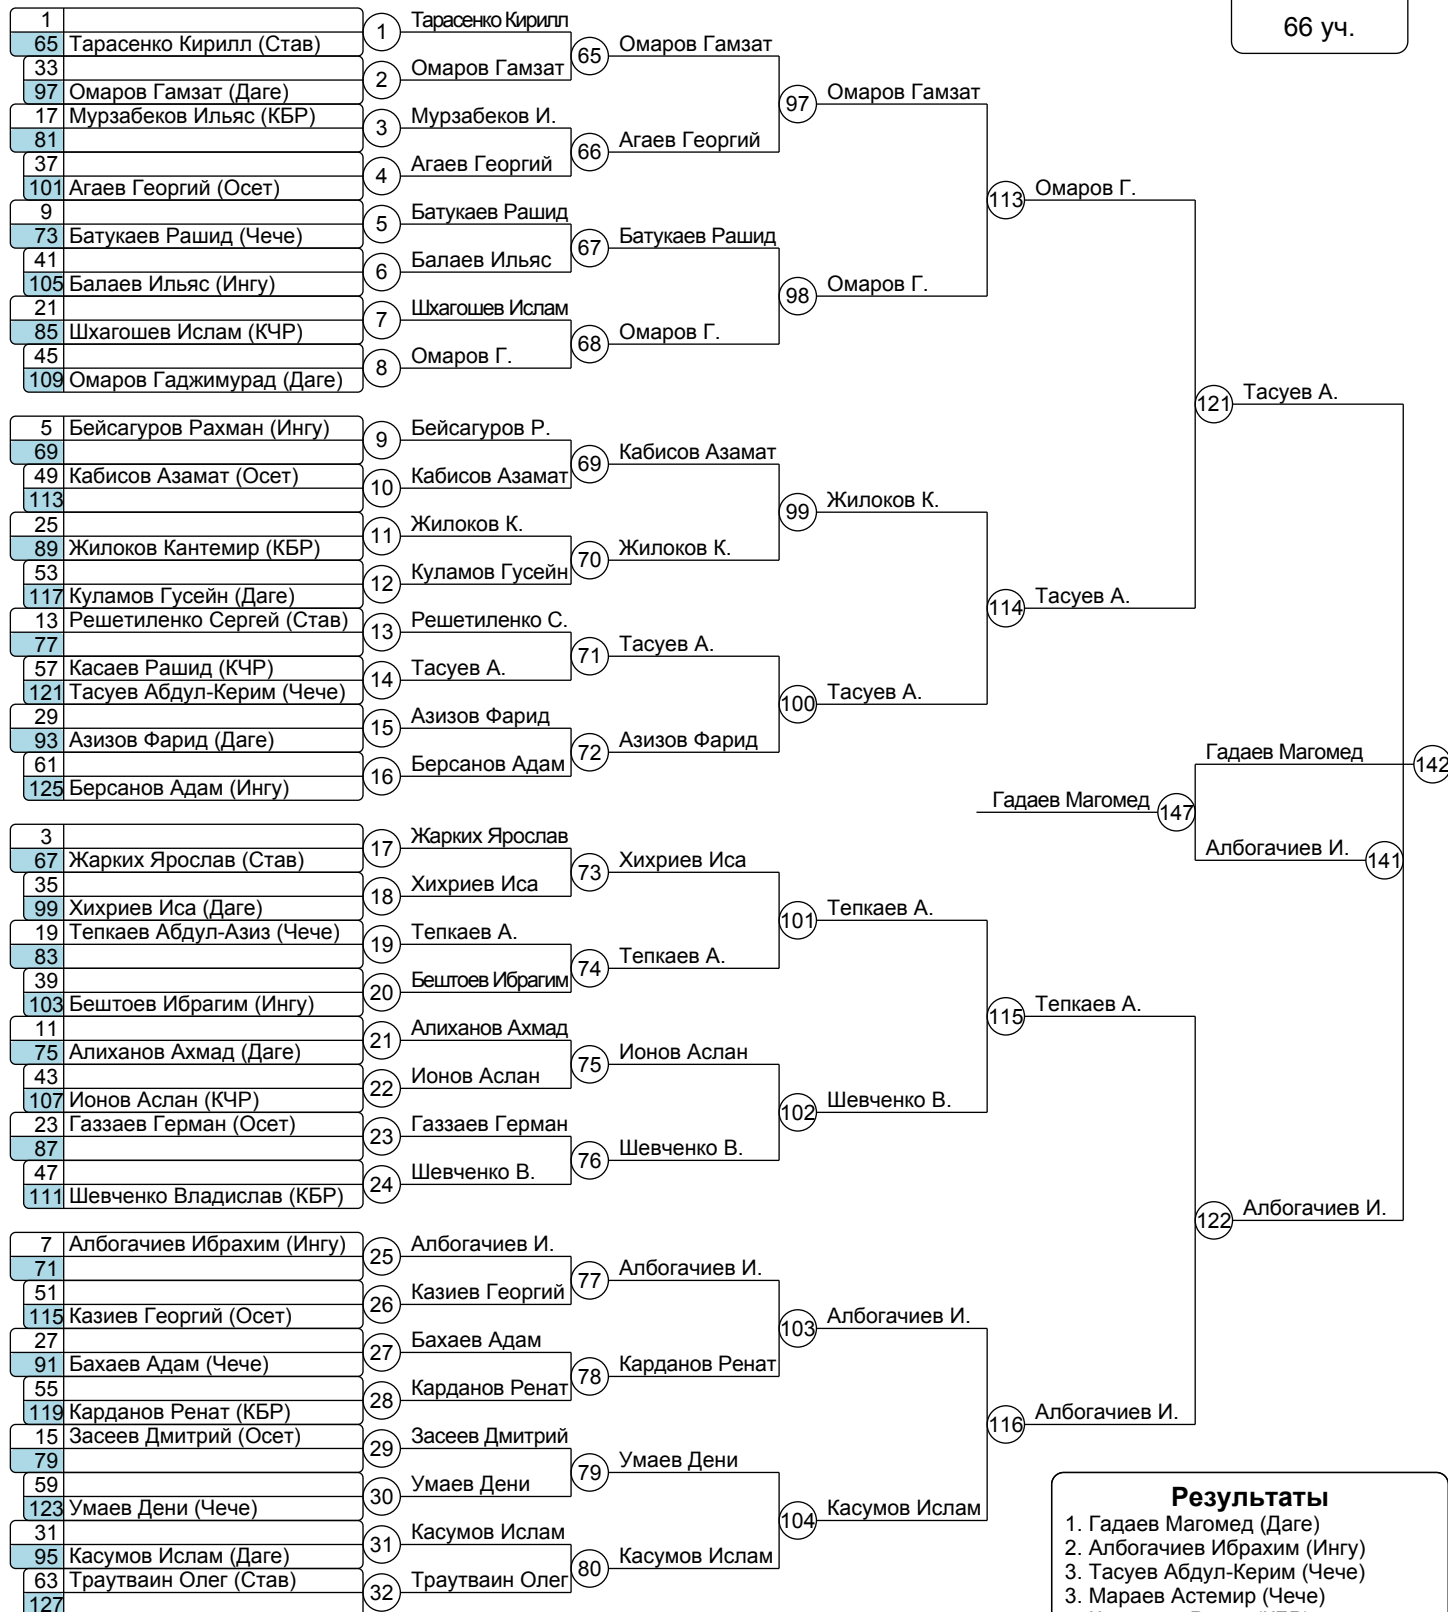 66 уч.
1
65 Тарасенко Кирилл (Став)
33
97 Омаров Гамзат (Даге)
17 Мурзабеков Ильяс (КБР)
81
37
101 Агаев Георгий (Осет)
9
73 Батукаев Рашид (Чече)
41
105 Балаев Ильяс (Ингу)
21
85 Шхагошев Ислам (КЧР)
45
109 Омаров Гаджимурад (Даге)
5 Бейсагуров Рахман (Ингу)
69
49 Кабисов Азамат (Осет)
113
25
89 Жилоков Кантемир (КБР)
53
117 Куламов Гусейн (Даге)
13 Решетиленко Сергей (Став)
77
57 Касаев Рашид (КЧР)
121 Тасуев Абдул-Керим (Чече)
29
93 Азизов Фарид (Даге)
61
125 Берсанов Адам (Ингу)
3
67 Жарких Ярослав (Став)
35
99 Хихриев Иса (Даге)
19 Тепкаев Абдул-Азиз (Чече)
83
39
103 Бештоев Ибрагим (Ингу)
11
75 Алиханов Ахмад (Даге)
43
107 Ионов Аслан (КЧР)
23 Газзаев Герман (Осет)
87
47
111 Шевченко Владислав (КБР)
7 Албогачиев Ибрахим (Ингу)
71
51
115 Казиев Георгий (Осет)
27
91 Бахаев Адам (Чече)
55
119 Карданов Ренат (КБР)
15 Засеев Дмитрий (Осет)
79
59
123 Умаев Дени (Чече)
31
95 Касумов Ислам (Даге)
63 Траутваин Олег (Став)
127
1 Тарасенко Кирилл
2 Омаров Гамзат
3 Мурзабеков И.
4 Агаев Георгий
5 Батукаев Рашид
6 Балаев Ильяс
7 Шхагошев Ислам
8 Омаров Г.
9 Бейсагуров Р.
10 Кабисов Азамат
11 Жилоков К.
12 Куламов Гусейн
13 Решетиленко С.
14 Тасуев А.
15 Азизов Фарид
16 Берсанов Адам
17 Жарких Ярослав
18 Хихриев Иса
19 Тепкаев А.
20 Бештоев Ибрагим
21 Алиханов Ахмад
22 Ионов Аслан
23 Газзаев Герман
24 Шевченко В.
25 Албогачиев И.
26 Казиев Георгий
27 Бахаев Адам
28 Карданов Ренат
29 Засеев Дмитрий
30 Умаев Дени
31 Касумов Ислам
32 Траутваин Олег
65 Омаров Гамзат
66 Агаев Георгий
67 Батукаев Рашид
68 Омаров Г.
69 Кабисов Азамат
70 Жилоков К.
71 Тасуев А.
72 Азизов Фарид
73 Хихриев Иса
74 Тепкаев А.
75 Ионов Аслан
76 Шевченко В.
77 Албогачиев И.
78 Карданов Ренат
79 Умаев Дени
80 Касумов Ислам
97 Омаров Гамзат
98 Омаров Г.
99 Жилоков К.
100 Тасуев А.
101 Тепкаев А.
102 Шевченко В.
103 Албогачиев И.
104 Касумов Ислам
113 Омаров Г.
114 Тасуев А.
115 Тепкаев А.
116 Албогачиев И.
121 Тасуев А.
122 Албогачиев И.
Гадаев Магомед 142
Гадаев Магомед 147
Албогачиев И. 141
Результаты
1. Гадаев Магомед (Даге)
2. Албогачиев Ибрахим (Ингу)
3. Тасуев Абдул-Керим (Чече)
3. Мараев Астемир (Чече)